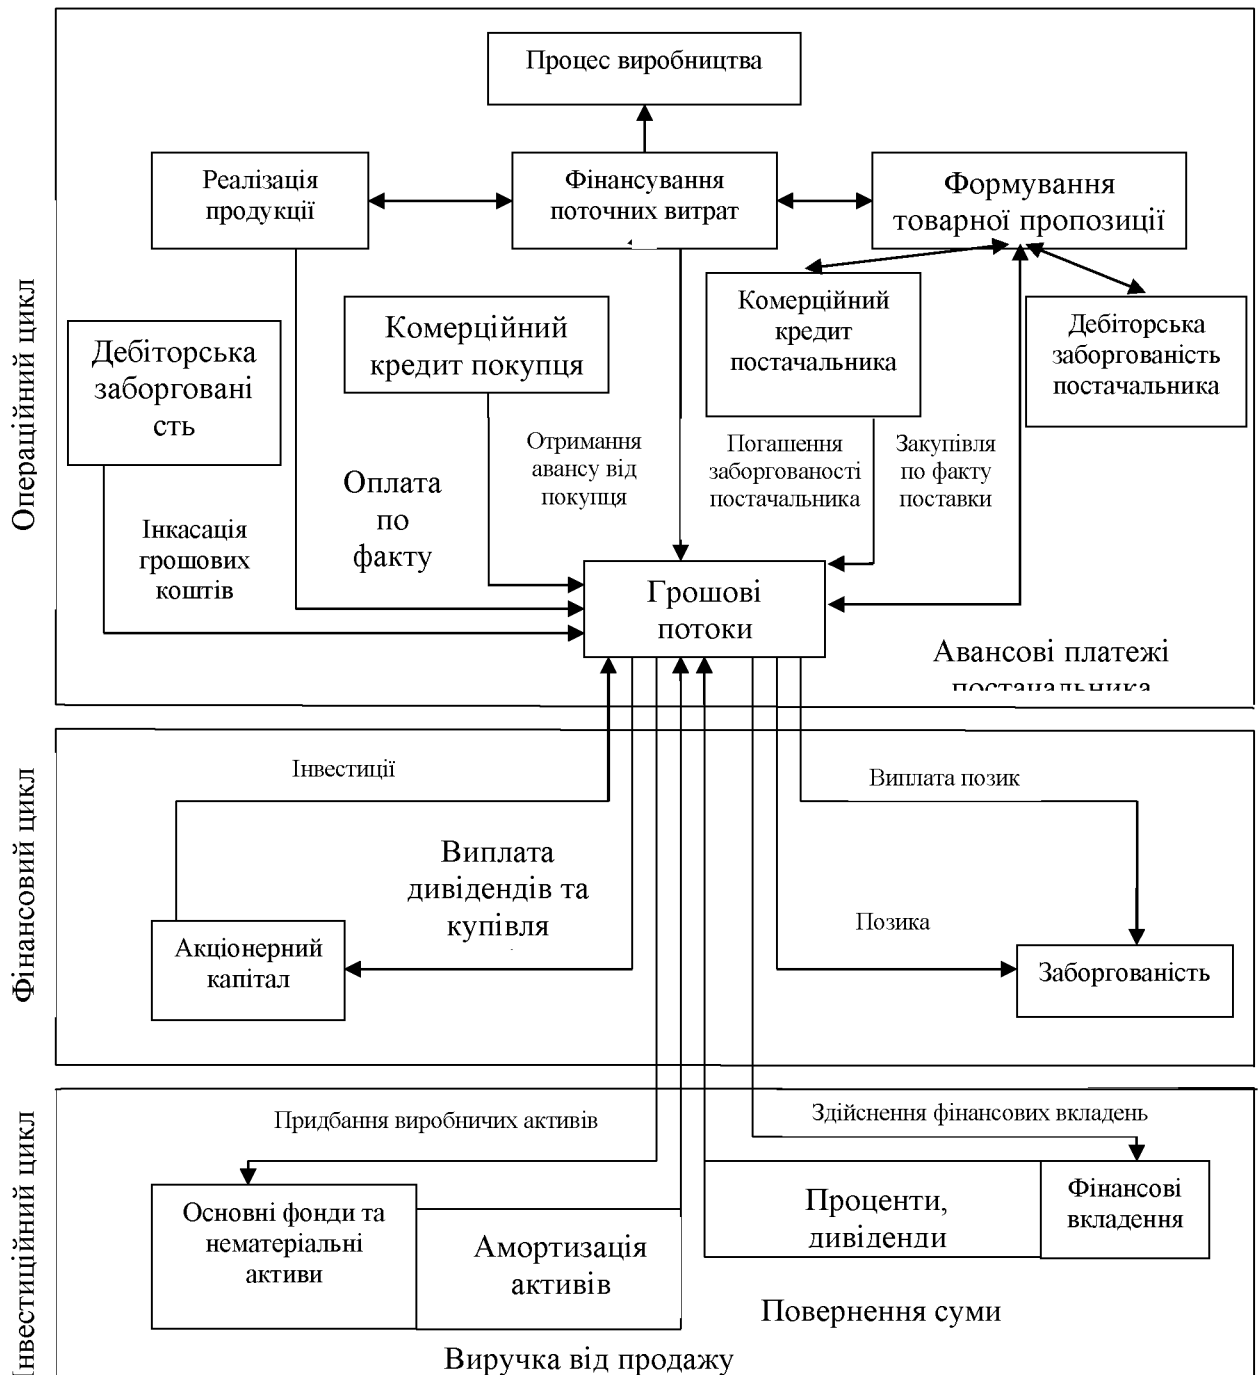 Операційний цикл
Процес виробництва
Реалізація
продукції
Фінансування
поточних витрат
Формування
товарної пропозиції
Дебіторська
заборговані
сть
Комерційний
кредит покупця
Комерційний
кредит
постачальника
Дебіторська
заборгованість
постачальника
Інкасація
грошових
коштів
Оплата
по
факту
Отримання
авансу від
покупця
Погашення
заборгованості
постачальника
Закупівля
по факту
поставки
Грошові
потоки
Авансові платежі
постачальника
Фінансовий цикл
Інвестиції
Виплата позик
Виплата
дивідендів та
купівля
Позика
Акціонерний
капітал
Заборгованість
Інвестиційний цикл
Придбання виробничих активів
Здійснення фінансових вкладень
Основні фонди та
нематеріальні
активи
Амортизація
активів
Проценти,
дивіденди
Фінансові
вкладення
Повернення суми
Виручка від продажу